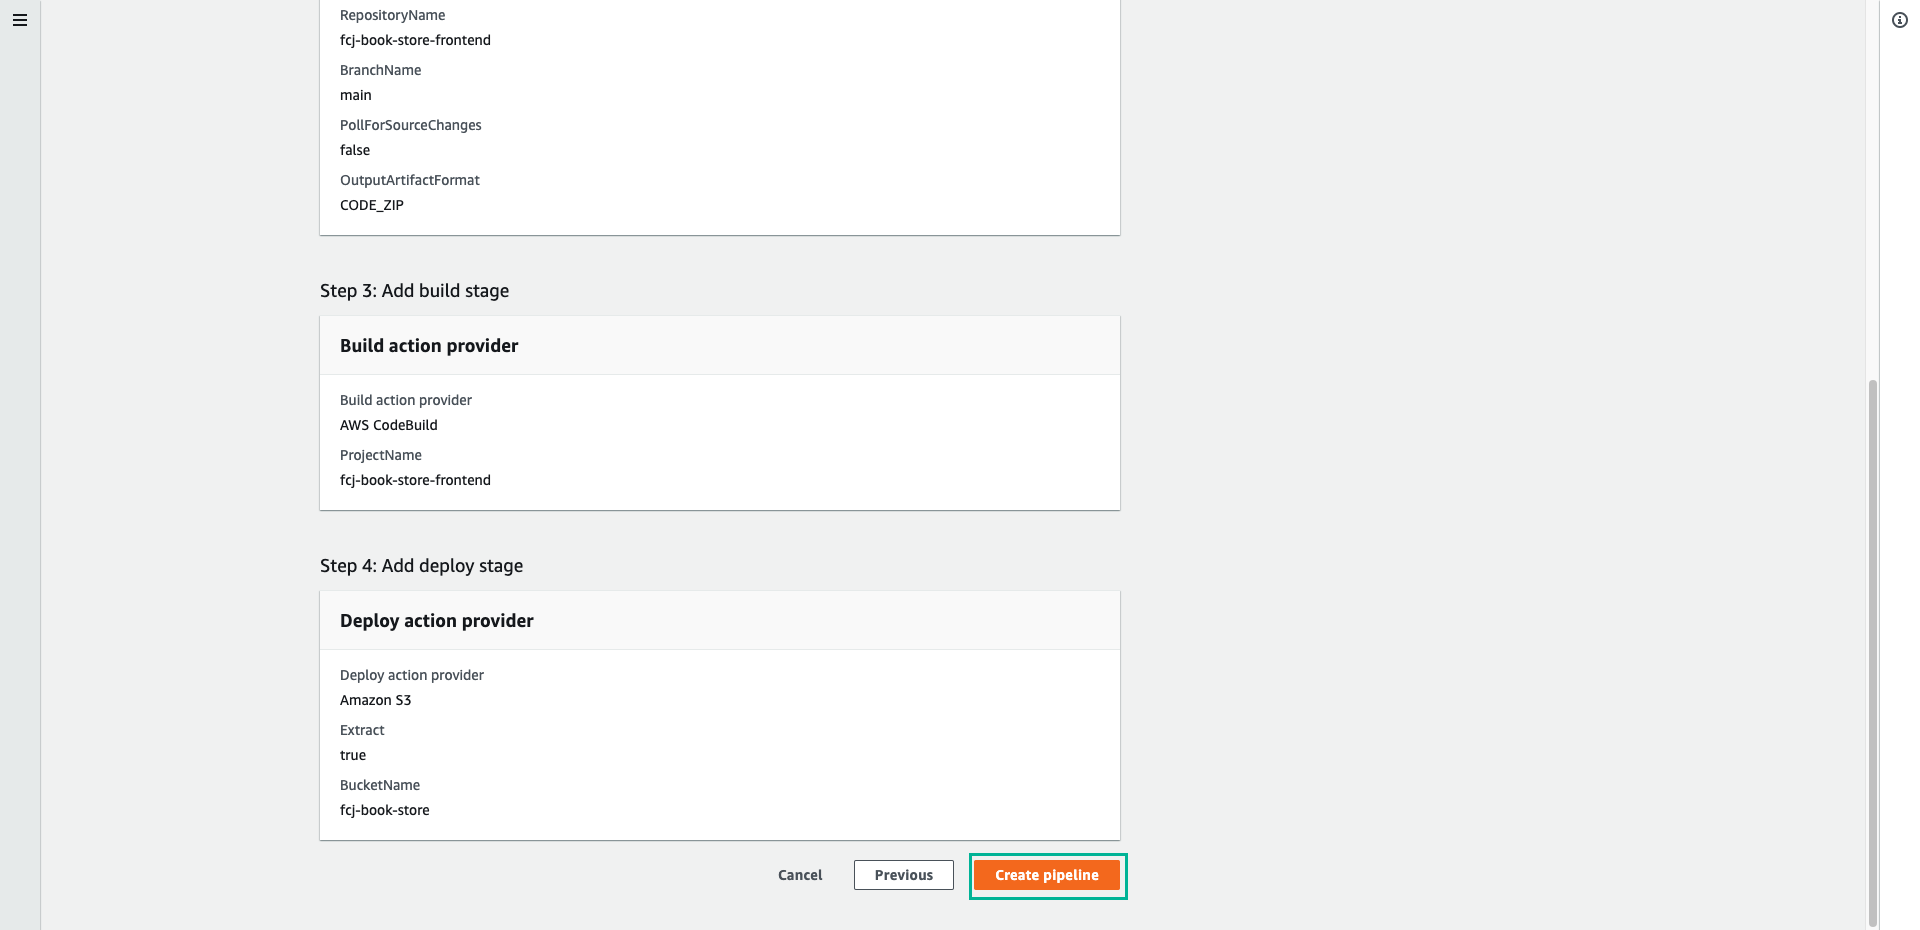 RepositoryName
fcj-book-store-frontend
BranchName
main
PollForSourceChanges
false
OutputArtifactFormat
CODE_ZIP
Step 3: Add build stage
Build action provider
Build action provider
AWS CodeBuild
ProjectName
fcj-book-store-frontend
Step 4: Add deploy stage
Deploy action provider
Deploy action provider
Amazon S3
Extract
true
BucketName
fcj-book-store
Cancel Previous Create pipeline